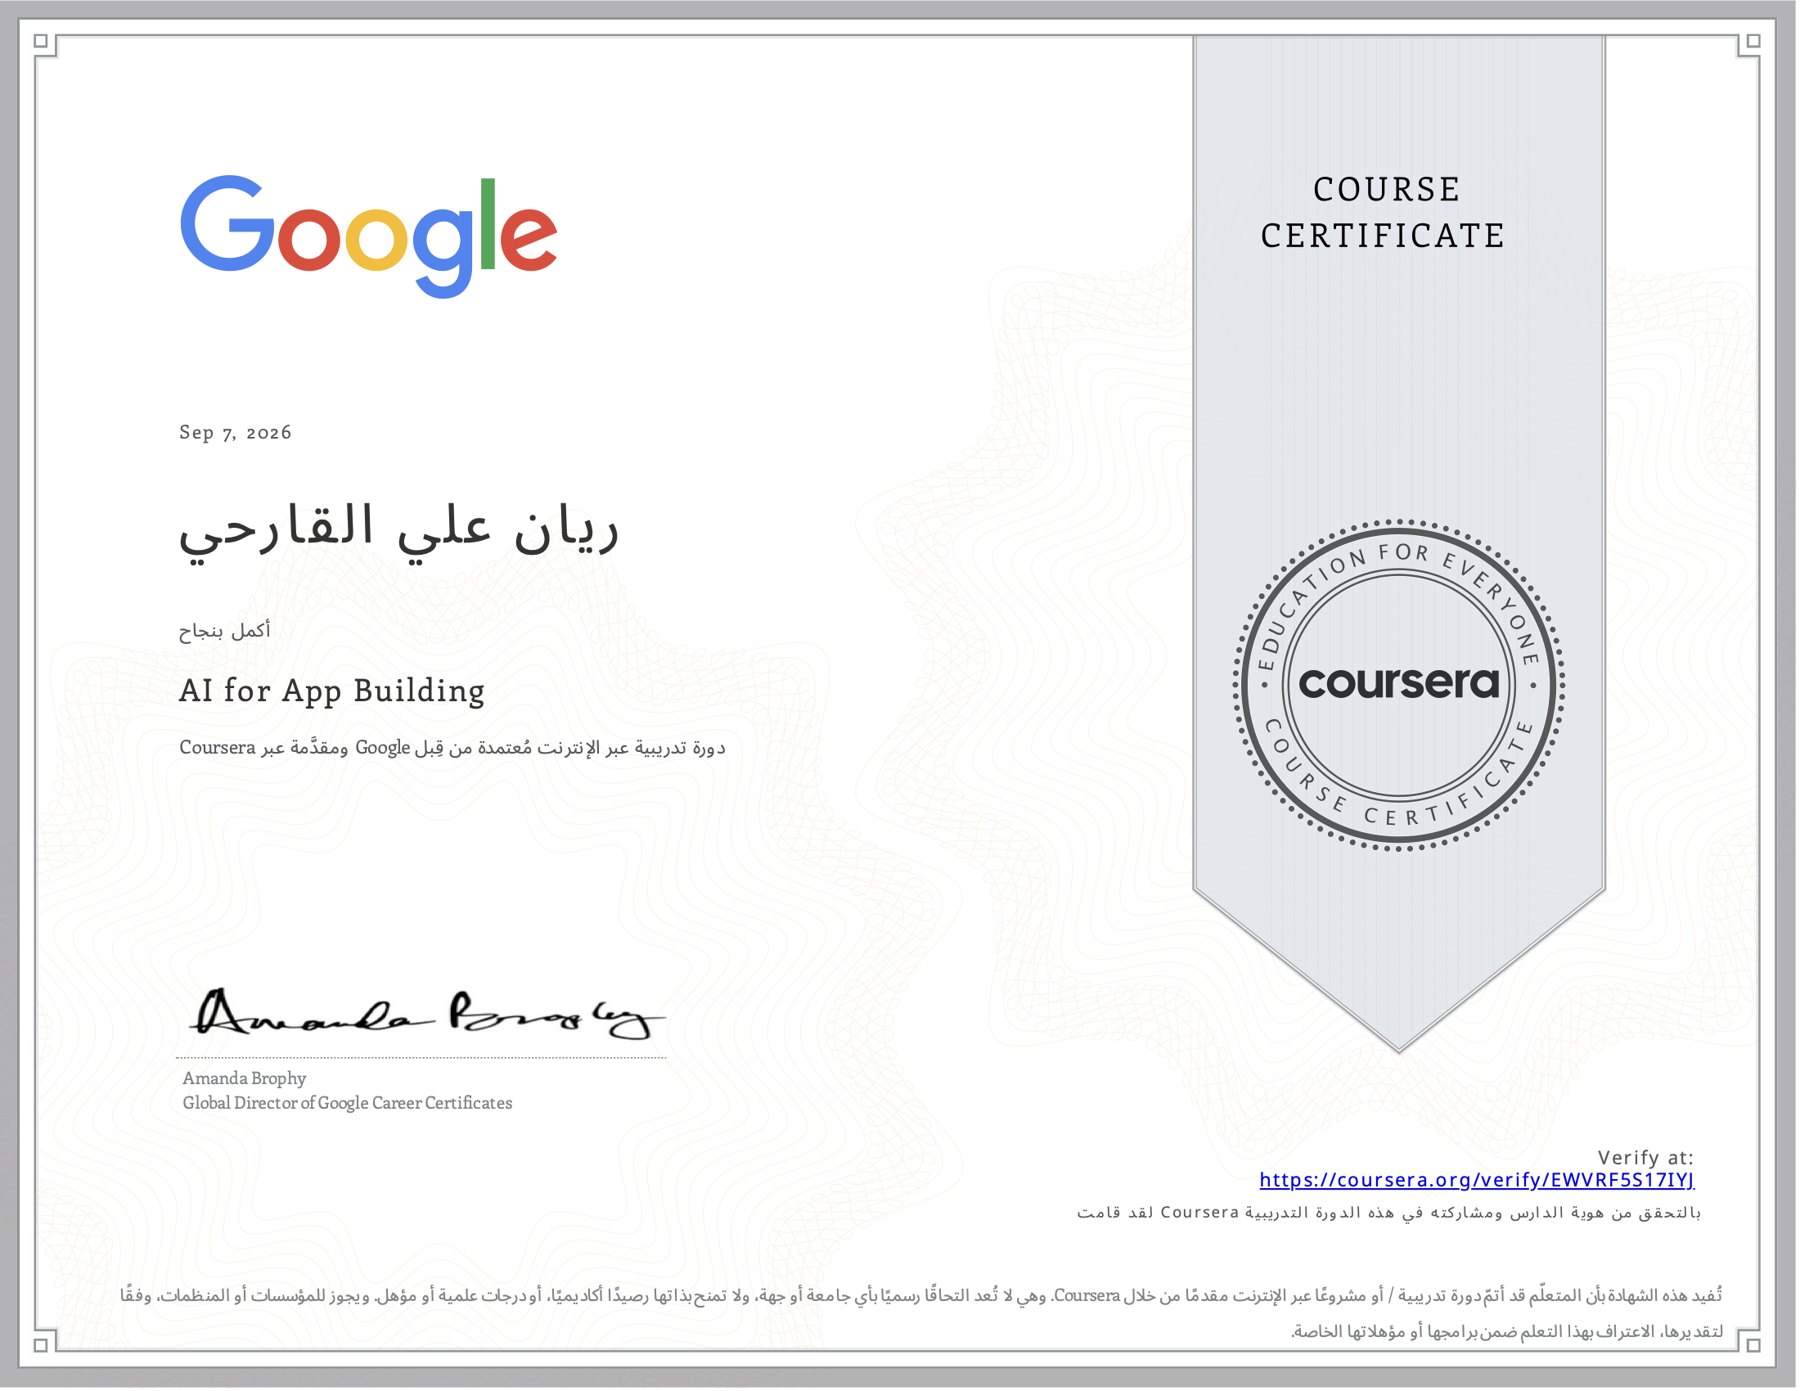 Google
COURSE
CERTIFICATE
Sep 7, 2026
ريان علي القارحي
أكمل بنجاح
AI for App Building
دورة تدريبية عبر الإنترنت مُعتمدة من قِبل Google ومقدَّمة عبر Coursera
EDUCATION FOR EVERYONE
coursera
COURSE CERTIFICATE
Amanda Brophy
Amanda Brophy
Global Director of Google Career Certificates
Verify at:
https://coursera.org/verify/EWVRF5S17IYJ
بالتحقق من هوية الدارس ومشاركته في هذه الدورة التدريبية Coursera لقد قامت
تُفيد هذه الشهادة بأن المتعلّم قد أتمّ دورة تدريبية / أو مشروعًا عبر الإنترنت مقدمًا من خلال Coursera. وهي لا تُعد التحاقًا رسميًا بأي جامعة أو جهة، ولا تمنح بذاتها رصيدًا أكاديميًا، أو درجات علمية أو مؤهل. ويجوز للمؤسسات أو المنظمات، وفقًا
لتقديرها، الاعتراف بهذا التعلم ضمن برامجها أو مؤهلاتها الخاصة.